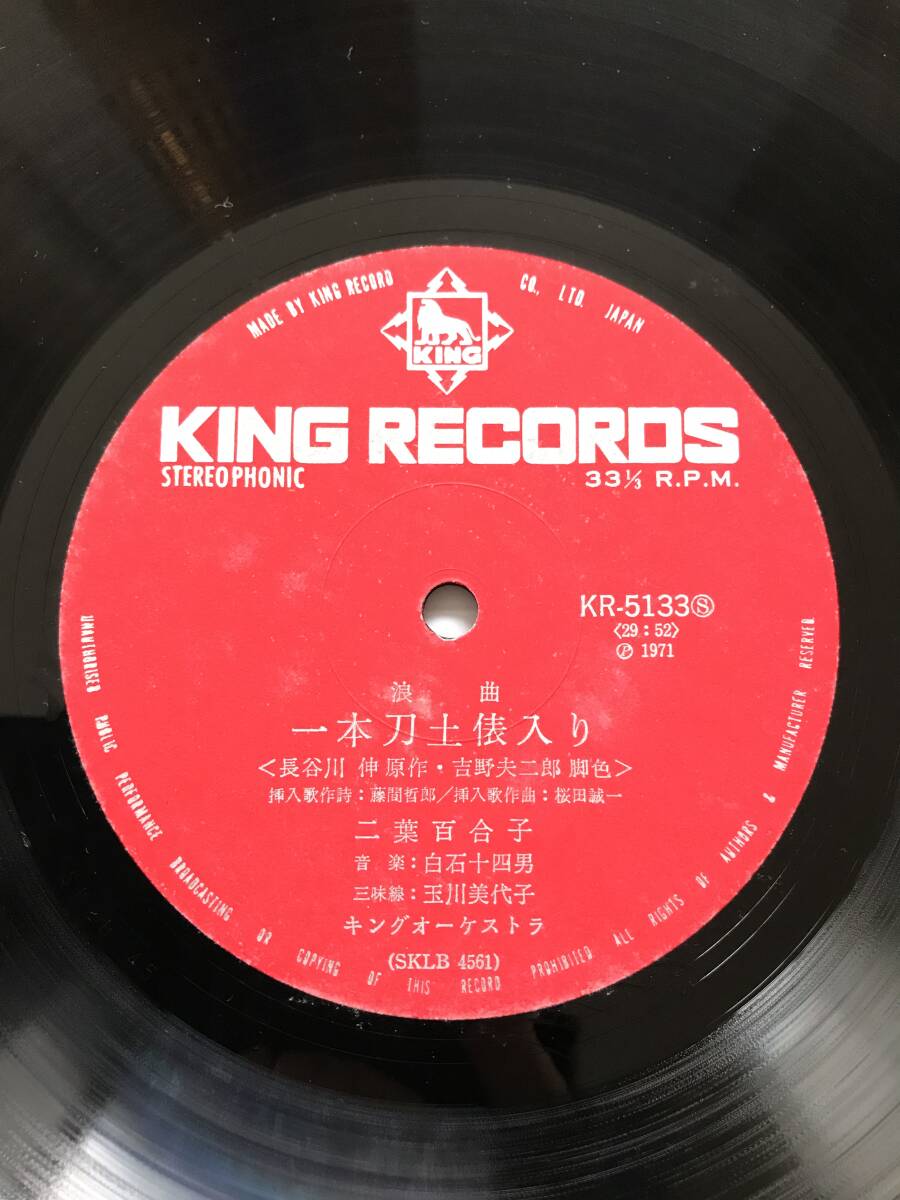 MADE BY KING RECORD CO., LTD. JAPAN
KING
KING RECORDS
STEREOPHONIC
33⅓ R.P.M.
KR-5133Ⓢ
〈29:52〉
Ⓟ 1971
浪曲
一本刀土俵入り
<長谷川 伸 原作・吉野夫二郎 脚色>
挿入歌作詩:藤間哲郎/挿入歌作曲:桜田誠一
二葉百合子
音楽:白石十四男
三味線:玉川美代子
キングオーケストラ
(SKLB 4561)
UNAUTHORISED PUBLIC PERFORMANCE BROADCASTING OR COPYING OF THIS RECORD PROHIBITED ALL RIGHTS OF AUTHORS & MANUFACTURER RESERVED